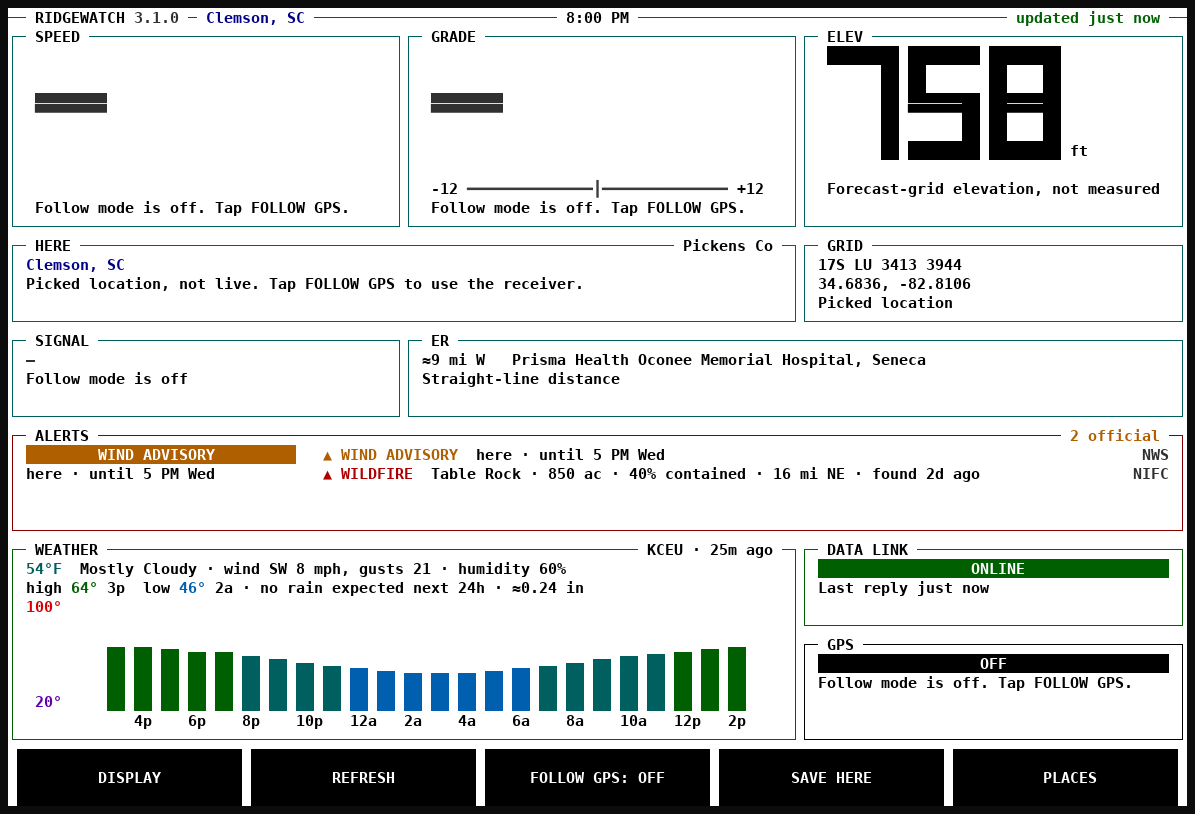 RIDGEWATCH 3.1.0 — Clemson, SC
8:00 PM
updated just now
SPEED
Follow mode is off. Tap FOLLOW GPS.
GRADE
-12 +12
Follow mode is off. Tap FOLLOW GPS.
ELEV
758 ft
Forecast-grid elevation, not measured
HERE
Pickens Co
Clemson, SC
Picked location, not live. Tap FOLLOW GPS to use the receiver.
GRID
17S LU 3413 3944
34.6836, -82.8106
Picked location
SIGNAL
—
Follow mode is off
ER
≈9 mi W Prisma Health Oconee Memorial Hospital, Seneca
Straight-line distance
ALERTS
2 official
WIND ADVISORY
here · until 5 PM Wed
▲ WIND ADVISORY here · until 5 PM Wed NWS
▲ WILDFIRE Table Rock · 850 ac · 40% contained · 16 mi NE · found 2d ago NIFC
WEATHER
KCEU · 25m ago
54°F Mostly Cloudy · wind SW 8 mph, gusts 21 · humidity 60%
high 64° 3p low 46° 2a · no rain expected next 24h · ≈0.24 in
100°
20°
4p 6p 8p 10p 12a 2a 4a 6a 8a 10a 12p 2p
DATA LINK
ONLINE
Last reply just now
GPS
OFF
Follow mode is off. Tap FOLLOW GPS.
DISPLAY
REFRESH
FOLLOW GPS: OFF
SAVE HERE
PLACES